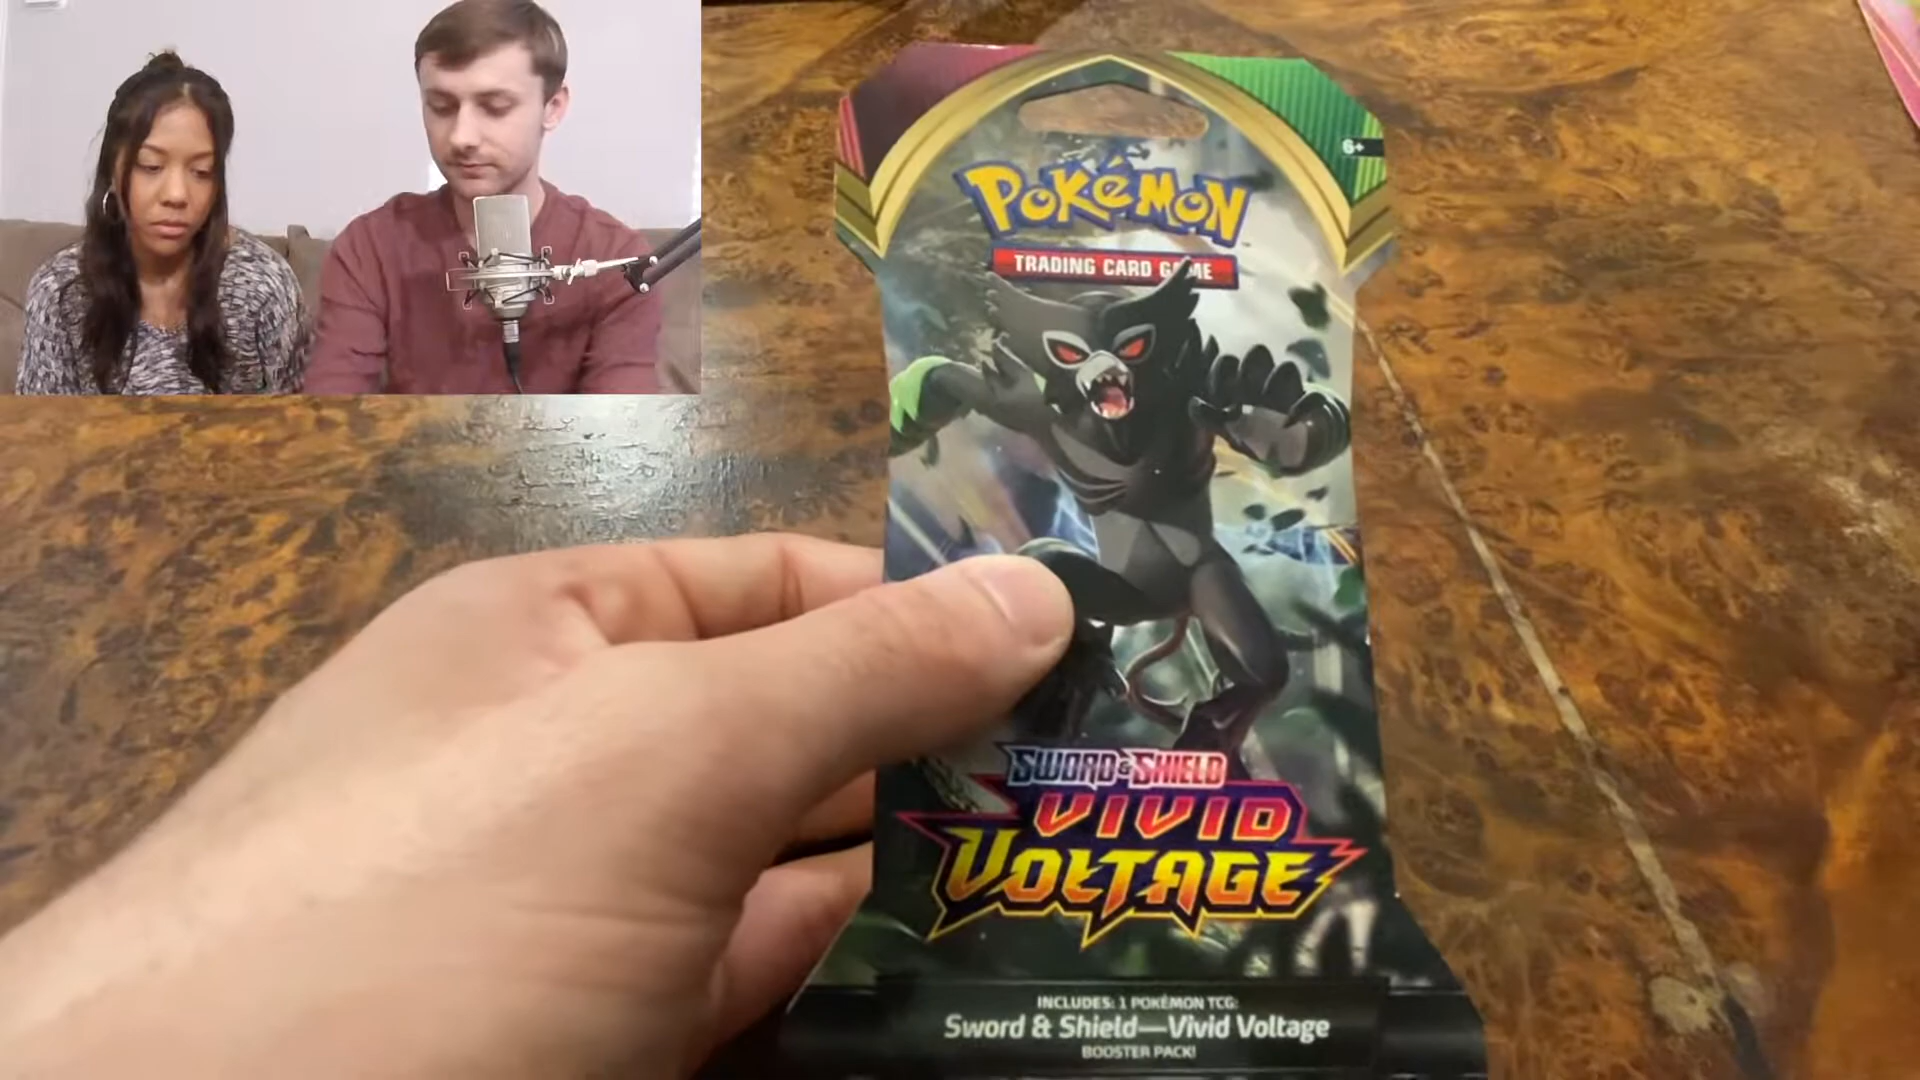 6+
POKéMON
TRADING CARD GAME
SWORD & SHIELD
VIVID
VOLTAGE
INCLUDES: 1 POKÉMON TCG:
Sword & Shield—Vivid Voltage
BOOSTER PACK!